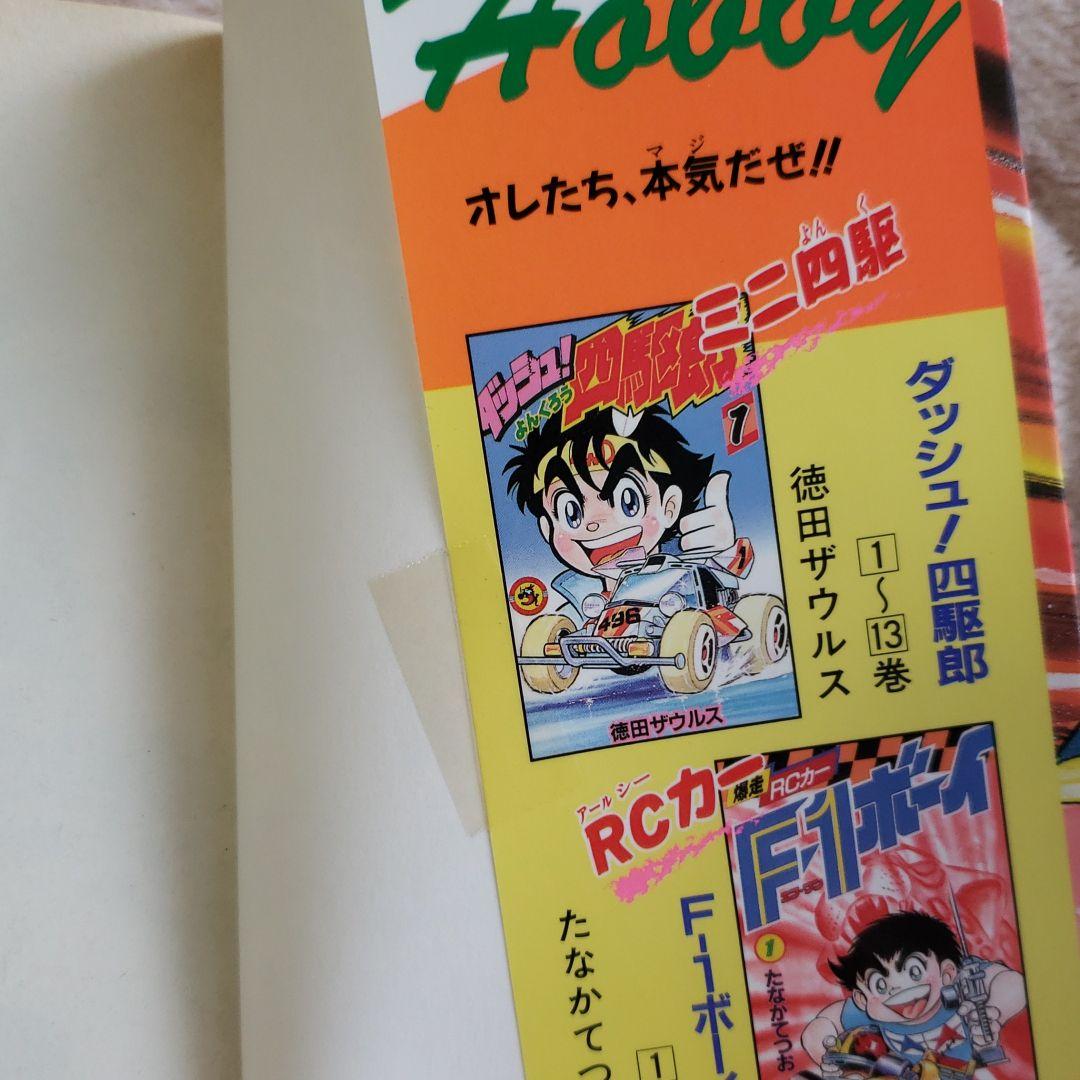 Hobby
オレたち、本気だぜ!!
マジ
ミニ四駆
よんく
ダッシュ!四駆郎
1~13巻
徳田ザウルス
ダッシュ!
四駆郎
よんくろう
1
496
徳田ザウルス
RCカー
アールシー
F-1ボーイ
たなかてつ
1
爆走
RCカー
F-1ボーイ
1
たなかてつお